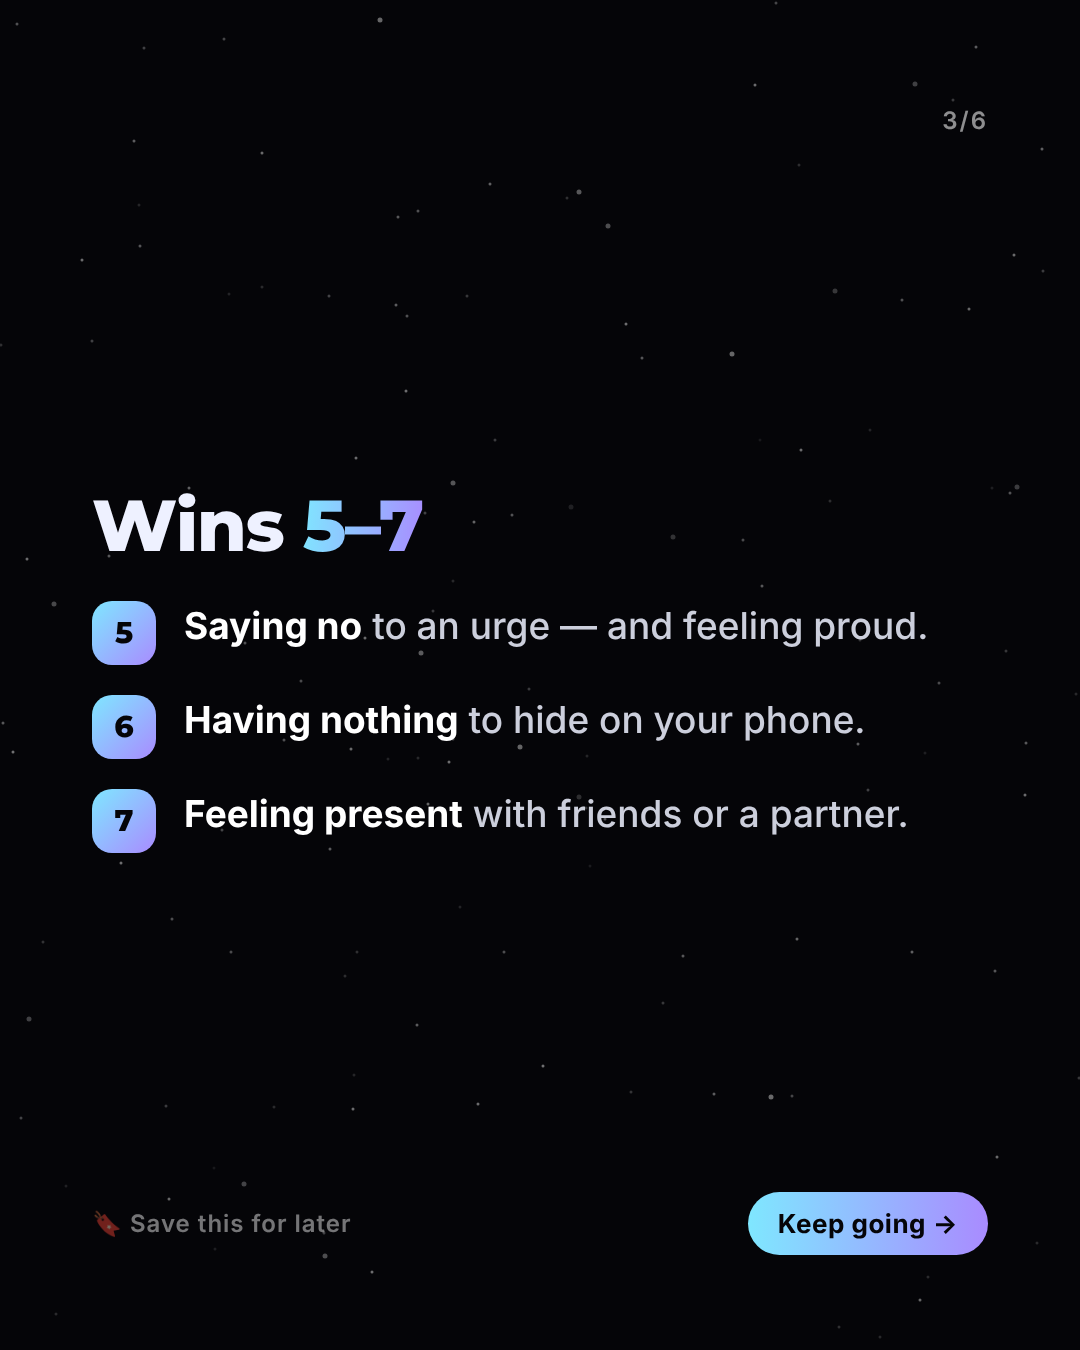 3/6
Wins 5–7
5 Saying no to an urge — and feeling proud.
6 Having nothing to hide on your phone.
7 Feeling present with friends or a partner.
🔖 Save this for later
Keep going →